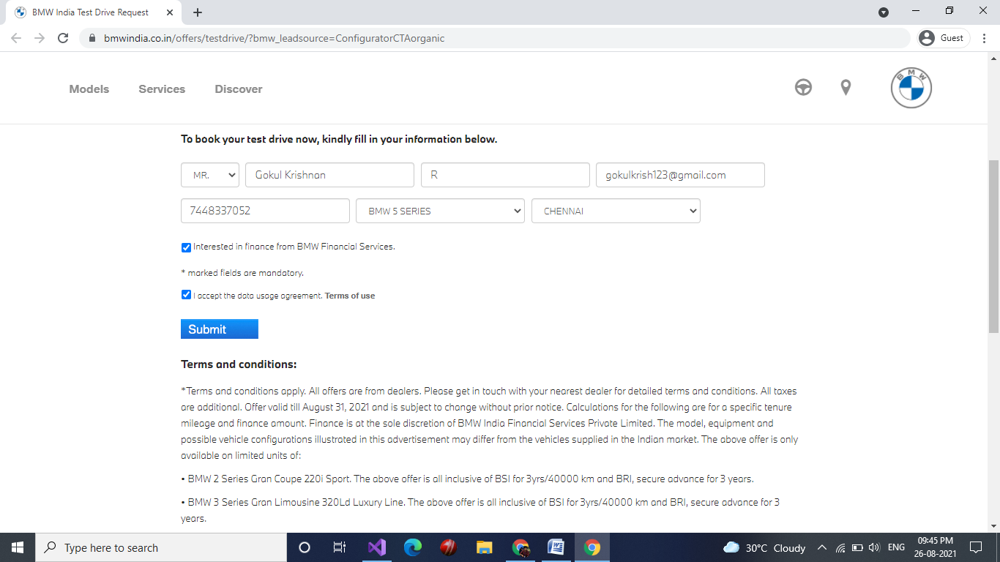 BMW India Test Drive Request
bmwindia.co.in/offers/testdrive/?bmw_leadsource=ConfiguratorCTAorganic
Guest
Models Services Discover
BMW
To book your test drive now, kindly fill in your information below.
MR. Gokul Krishnan R gokulkrish123@gmail.com
7448337052 BMW 5 SERIES CHENNAI
Interested in finance from BMW Financial Services.
* marked fields are mandatory.
I accept the data usage agreement. Terms of use
Submit
Terms and conditions:
*Terms and conditions apply. All offers are from dealers. Please get in touch with your nearest dealer for detailed terms and conditions. All taxes
are additional. Offer valid till August 31, 2021 and is subject to change without prior notice. Calculations for the following are for a specific tenure
mileage and finance amount. Finance is at the sole discretion of BMW India Financial Services Private Limited. The model, equipment and
possible vehicle configurations illustrated in this advertisement may differ from the vehicles supplied in the Indian market. The above offer is only
available on limited units of:
• BMW 2 Series Gran Coupe 220i Sport. The above offer is all inclusive of BSI for 3yrs/40000 km and BRI, secure advance for 3 years.
• BMW 3 Series Gran Limousine 320Ld Luxury Line. The above offer is all inclusive of BSI for 3yrs/40000 km and BRI, secure advance for 3
years.
Type here to search
30°C Cloudy
ENG
09:45 PM
26-08-2021